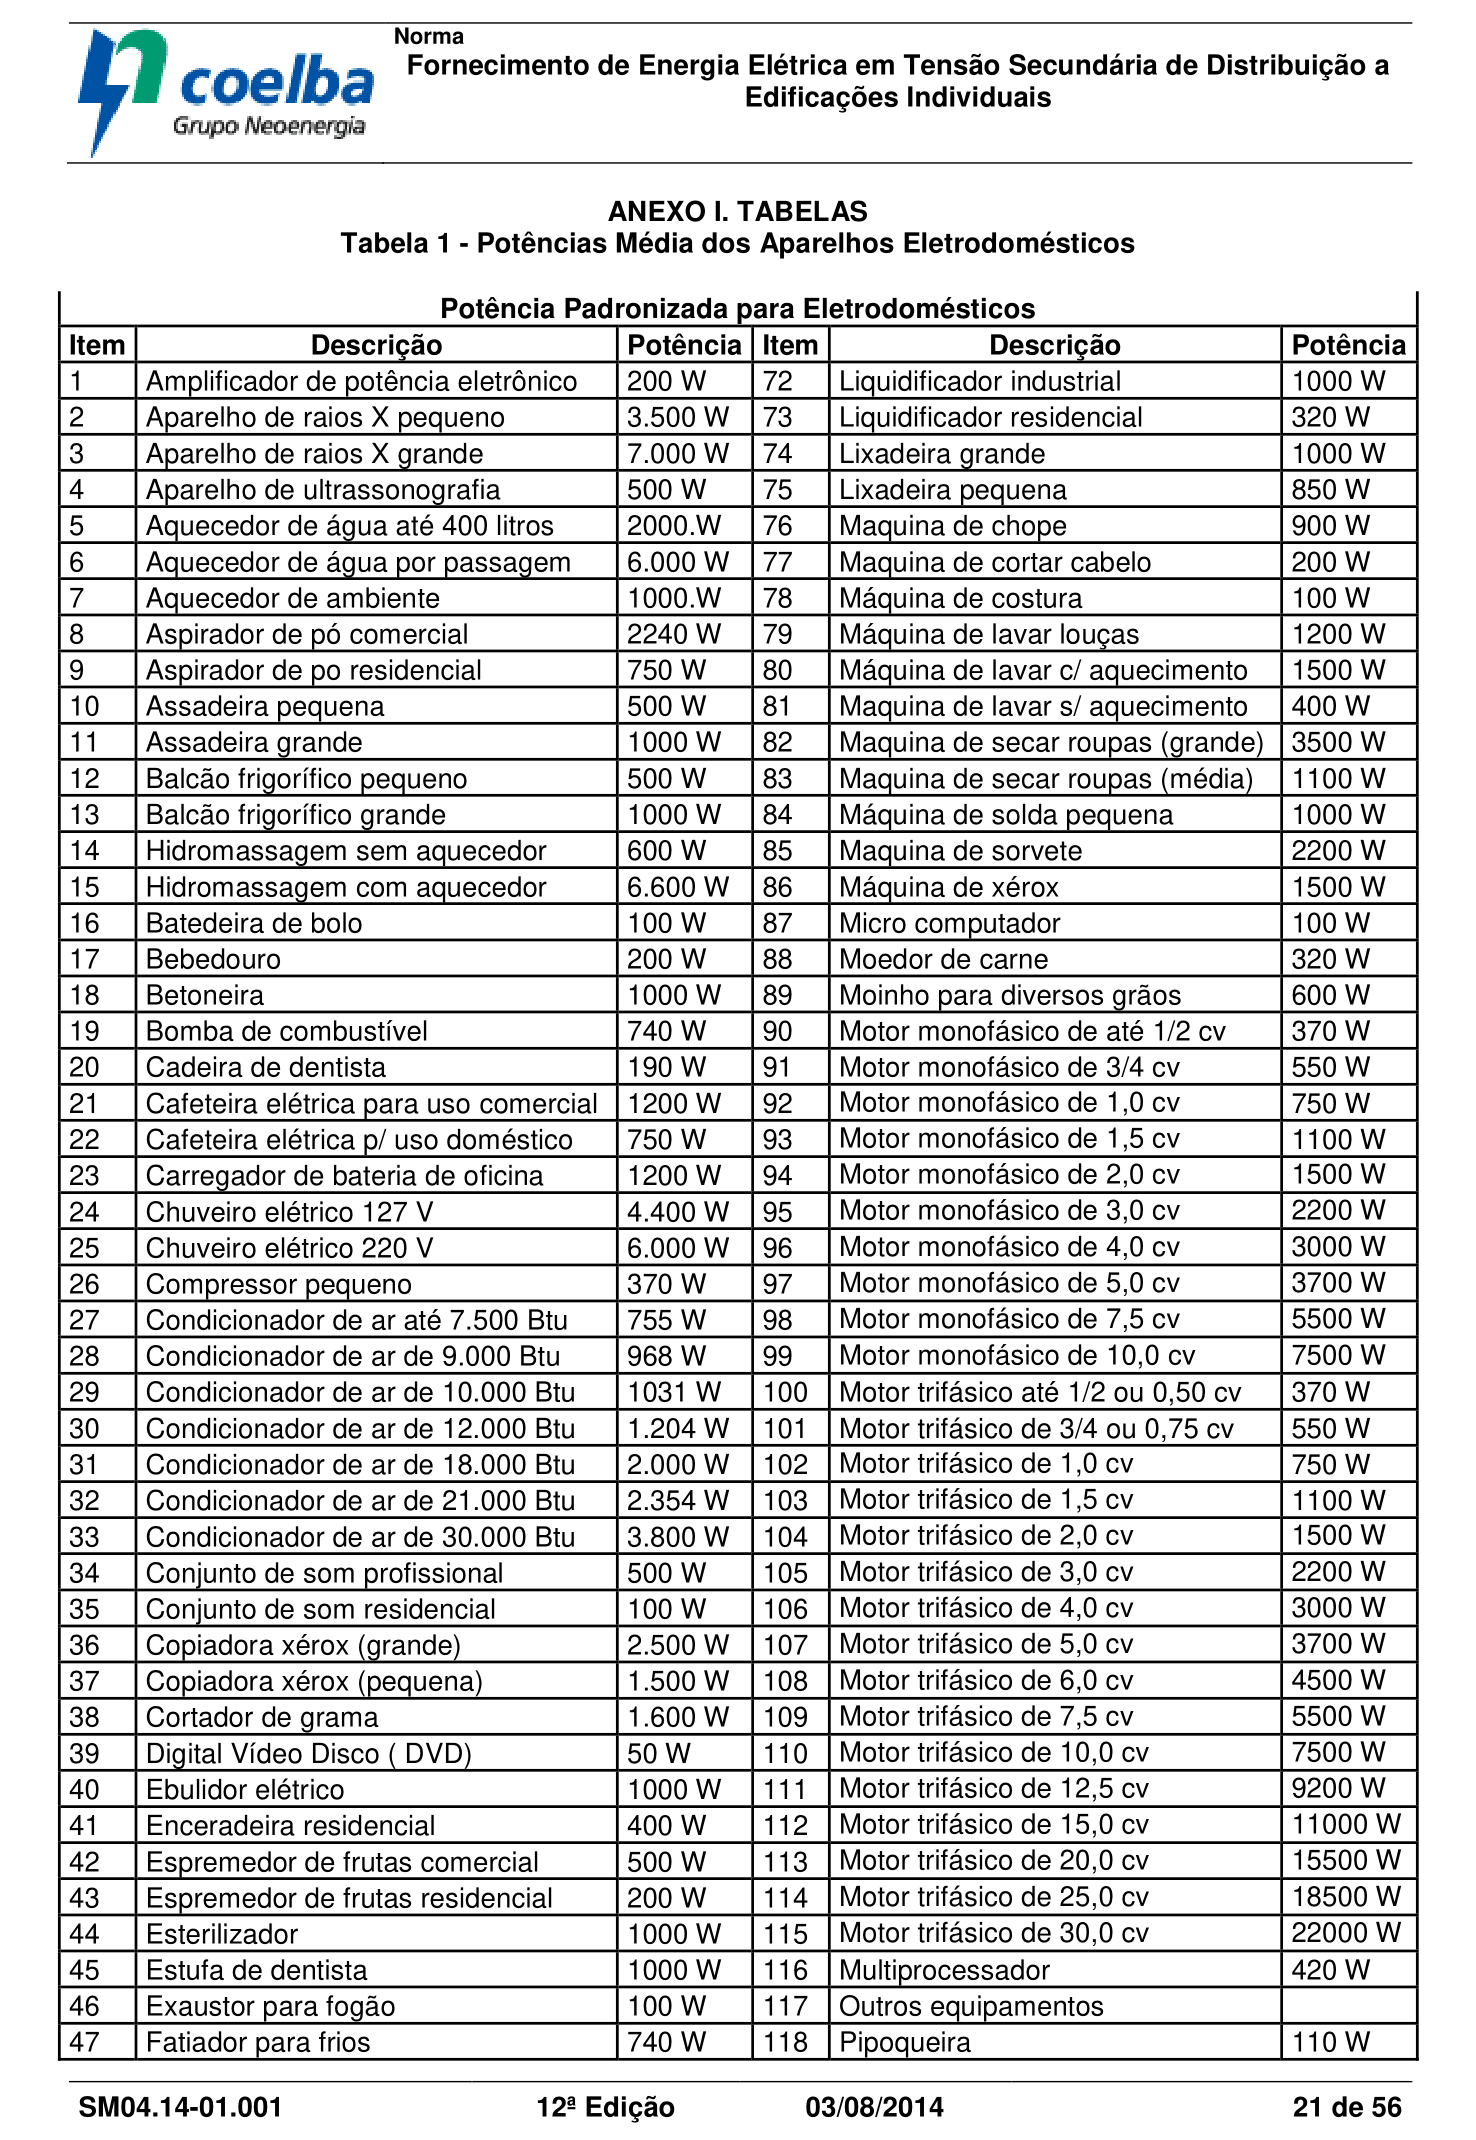 coelba
Grupo Neoenergia
Norma
Fornecimento de Energia Elétrica em Tensão Secundária de Distribuição a
Edificações Individuais
ANEXO I. TABELAS
Tabela 1 - Potências Média dos Aparelhos Eletrodomésticos
Potência Padronizada para Eletrodomésticos
Item Descrição Potência Item Descrição Potência
1 Amplificador de potência eletrônico 200 W 72 Liquidificador industrial 1000 W
2 Aparelho de raios X pequeno 3.500 W 73 Liquidificador residencial 320 W
3 Aparelho de raios X grande 7.000 W 74 Lixadeira grande 1000 W
4 Aparelho de ultrassonografia 500 W 75 Lixadeira pequena 850 W
5 Aquecedor de água até 400 litros 2000.W 76 Maquina de chope 900 W
6 Aquecedor de água por passagem 6.000 W 77 Maquina de cortar cabelo 200 W
7 Aquecedor de ambiente 1000.W 78 Máquina de costura 100 W
8 Aspirador de pó comercial 2240 W 79 Máquina de lavar louças 1200 W
9 Aspirador de po residencial 750 W 80 Máquina de lavar c/ aquecimento 1500 W
10 Assadeira pequena 500 W 81 Maquina de lavar s/ aquecimento 400 W
11 Assadeira grande 1000 W 82 Maquina de secar roupas (grande) 3500 W
12 Balcão frigorífico pequeno 500 W 83 Maquina de secar roupas (média) 1100 W
13 Balcão frigorífico grande 1000 W 84 Máquina de solda pequena 1000 W
14 Hidromassagem sem aquecedor 600 W 85 Maquina de sorvete 2200 W
15 Hidromassagem com aquecedor 6.600 W 86 Máquina de xérox 1500 W
16 Batedeira de bolo 100 W 87 Micro computador 100 W
17 Bebedouro 200 W 88 Moedor de carne 320 W
18 Betoneira 1000 W 89 Moinho para diversos grãos 600 W
19 Bomba de combustível 740 W 90 Motor monofásico de até 1/2 cv 370 W
20 Cadeira de dentista 190 W 91 Motor monofásico de 3/4 cv 550 W
21 Cafeteira elétrica para uso comercial 1200 W 92 Motor monofásico de 1,0 cv 750 W
22 Cafeteira elétrica p/ uso doméstico 750 W 93 Motor monofásico de 1,5 cv 1100 W
23 Carregador de bateria de oficina 1200 W 94 Motor monofásico de 2,0 cv 1500 W
24 Chuveiro elétrico 127 V 4.400 W 95 Motor monofásico de 3,0 cv 2200 W
25 Chuveiro elétrico 220 V 6.000 W 96 Motor monofásico de 4,0 cv 3000 W
26 Compressor pequeno 370 W 97 Motor monofásico de 5,0 cv 3700 W
27 Condicionador de ar até 7.500 Btu 755 W 98 Motor monofásico de 7,5 cv 5500 W
28 Condicionador de ar de 9.000 Btu 968 W 99 Motor monofásico de 10,0 cv 7500 W
29 Condicionador de ar de 10.000 Btu 1031 W 100 Motor trifásico até 1/2 ou 0,50 cv 370 W
30 Condicionador de ar de 12.000 Btu 1.204 W 101 Motor trifásico de 3/4 ou 0,75 cv 550 W
31 Condicionador de ar de 18.000 Btu 2.000 W 102 Motor trifásico de 1,0 cv 750 W
32 Condicionador de ar de 21.000 Btu 2.354 W 103 Motor trifásico de 1,5 cv 1100 W
33 Condicionador de ar de 30.000 Btu 3.800 W 104 Motor trifásico de 2,0 cv 1500 W
34 Conjunto de som profissional 500 W 105 Motor trifásico de 3,0 cv 2200 W
35 Conjunto de som residencial 100 W 106 Motor trifásico de 4,0 cv 3000 W
36 Copiadora xérox (grande) 2.500 W 107 Motor trifásico de 5,0 cv 3700 W
37 Copiadora xérox (pequena) 1.500 W 108 Motor trifásico de 6,0 cv 4500 W
38 Cortador de grama 1.600 W 109 Motor trifásico de 7,5 cv 5500 W
39 Digital Vídeo Disco ( DVD) 50 W 110 Motor trifásico de 10,0 cv 7500 W
40 Ebulidor elétrico 1000 W 111 Motor trifásico de 12,5 cv 9200 W
41 Enceradeira residencial 400 W 112 Motor trifásico de 15,0 cv 11000 W
42 Espremedor de frutas comercial 500 W 113 Motor trifásico de 20,0 cv 15500 W
43 Espremedor de frutas residencial 200 W 114 Motor trifásico de 25,0 cv 18500 W
44 Esterilizador 1000 W 115 Motor trifásico de 30,0 cv 22000 W
45 Estufa de dentista 1000 W 116 Multiprocessador 420 W
46 Exaustor para fogão 100 W 117 Outros equipamentos
47 Fatiador para frios 740 W 118 Pipoqueira 110 W
SM04.14-01.001 12ª Edição 03/08/2014 21 de 56